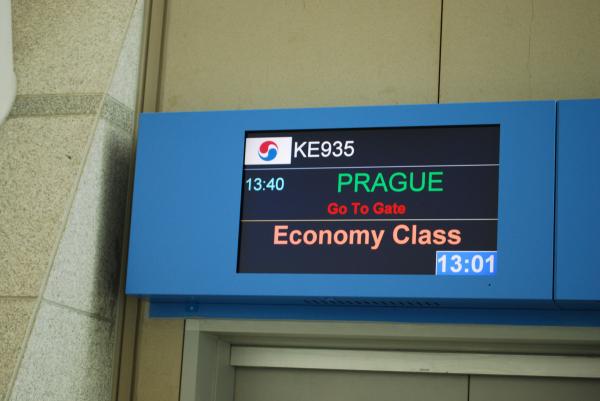 KE935
13:40 PRAGUE
Go To Gate
Economy Class
13:01